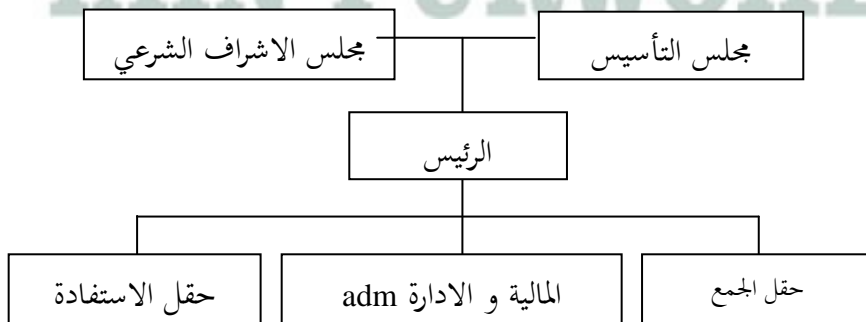 مجلس التأسيس
مجلس الاشراف الشرعي
الرئيس
حقل الجمع
المالية و الادارة adm
حقل الاستفادة